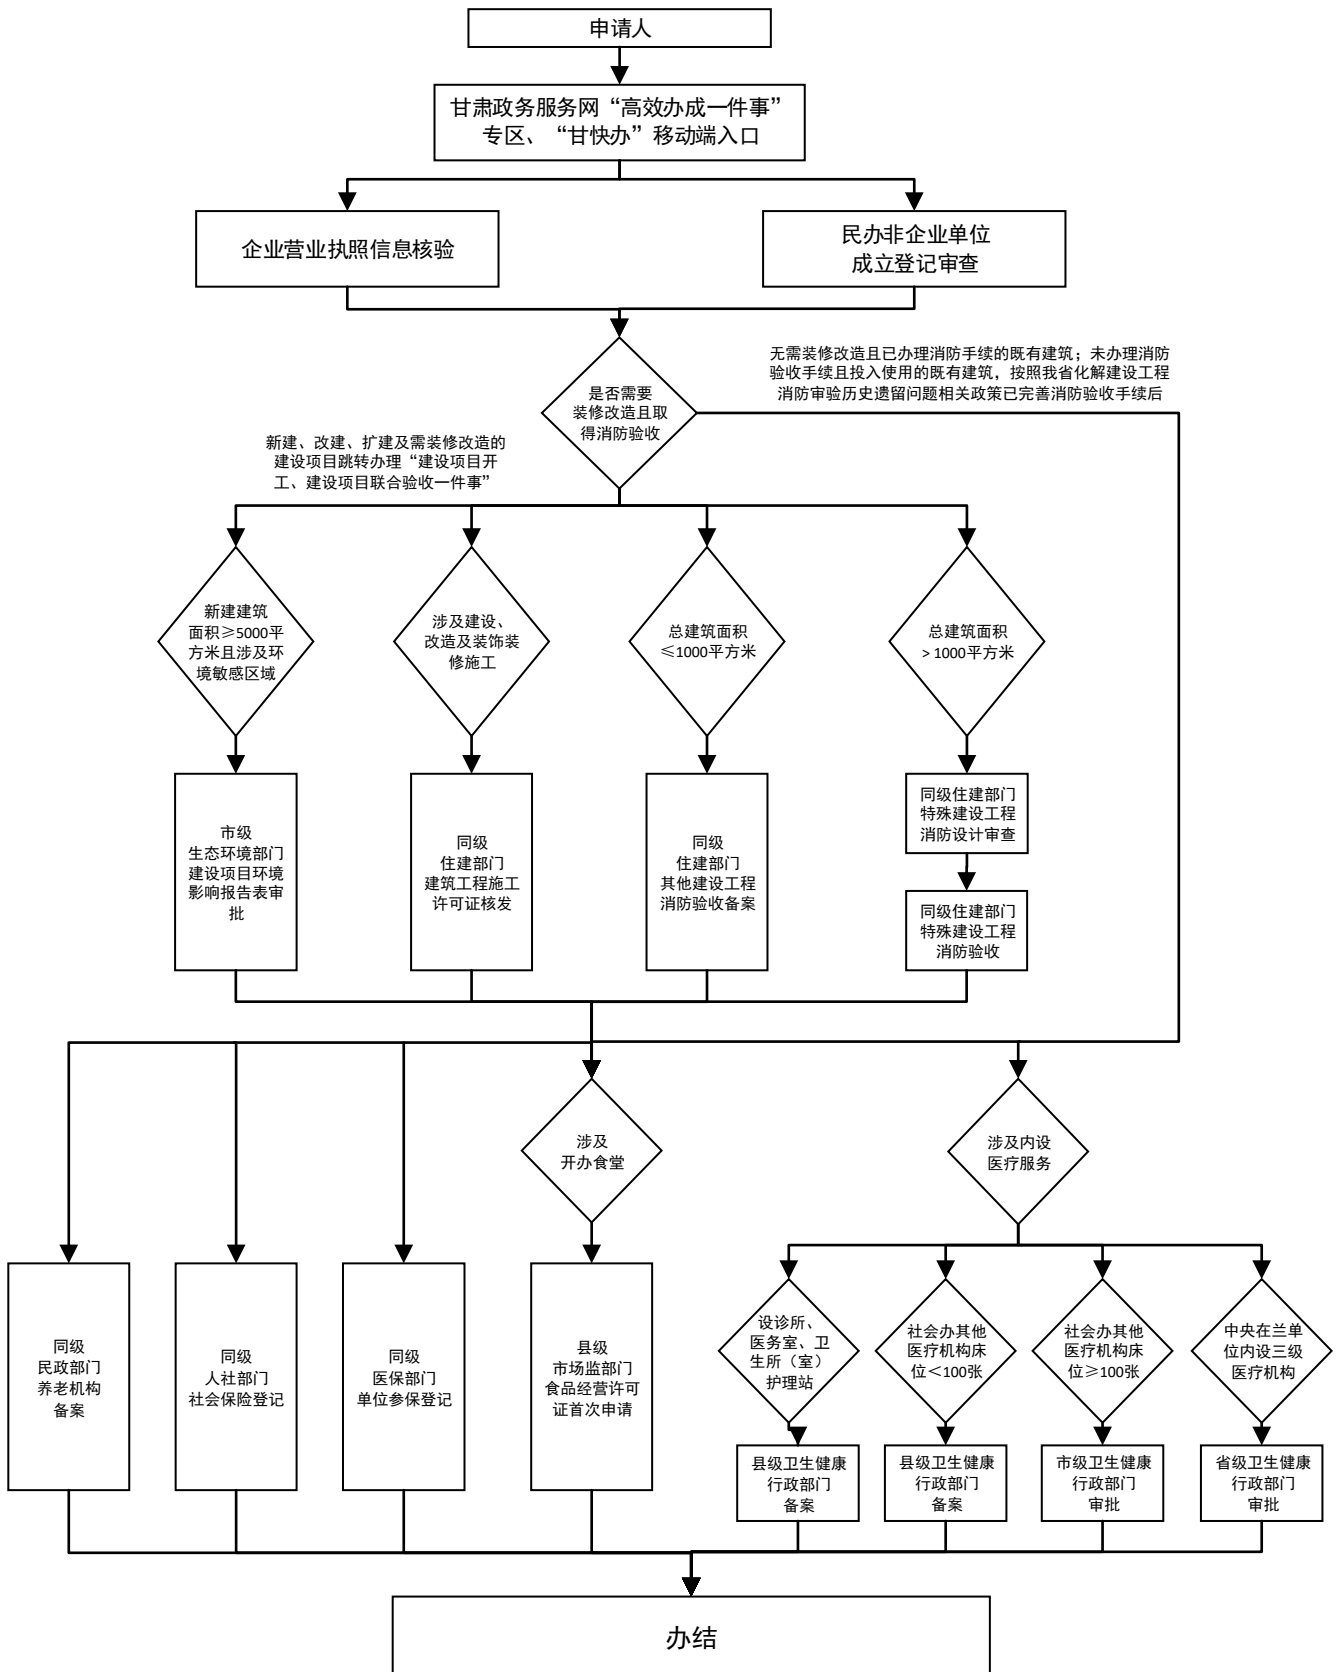 申请人
甘肃政务服务网“高效办成一件事”
专区、“甘快办”移动端入口
企业营业执照信息核验
民办非企业单位
成立登记审查
无需装修改造且已办理消防手续的既有建筑；未办理消防
验收手续且投入使用的既有建筑，按照我省化解建设工程
消防审验历史遗留问题相关政策已完善消防验收手续后
是否需要
装修改造且取
得消防验收
新建、改建、扩建及需装修改造的
建设项目跳转办理“建设项目开
工、建设项目联合验收一件事”
新建建筑
面积≥5000平
方米且涉及环
境敏感区域
涉及建设、
改造及装饰装
修施工
总建筑面积
≤1000平方米
总建筑面积
＞1000平方米
市级
生态环境部门
建设项目环境
影响报告表审
批
同级
住建部门
建筑工程施工
许可证核发
同级
住建部门
其他建设工程
消防验收备案
同级住建部门
特殊建设工程
消防设计审查
同级住建部门
特殊建设工程
消防验收
涉及
开办食堂
涉及内设
医疗服务
同级
民政部门
养老机构
备案
同级
人社部门
社会保险登记
同级
医保部门
单位参保登记
县级
市场监部门
食品经营许可
证首次申请
设诊所、
医务室、卫
生所（室）
护理站
社会办其他
医疗机构床
位＜100张
社会办其他
医疗机构床
位≥100张
中央在兰单
位内设三级
医疗机构
县级卫生健康
行政部门
备案
县级卫生健康
行政部门
备案
市级卫生健康
行政部门
审批
省级卫生健康
行政部门
审批
办结